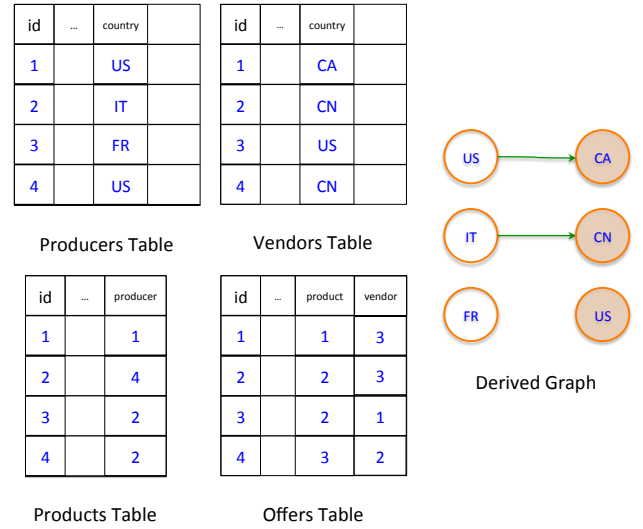 id ... country
1 US
2 IT
3 FR
4 US
Producers Table
id ... country
1 CA
2 CN
3 US
4 CN
Vendors Table
id ... producer
1 1
2 4
3 2
4 2
Products Table
id ... product vendor
1 1 3
2 2 3
3 2 1
4 3 2
Offers Table
US CA
IT CN
FR US
Derived Graph